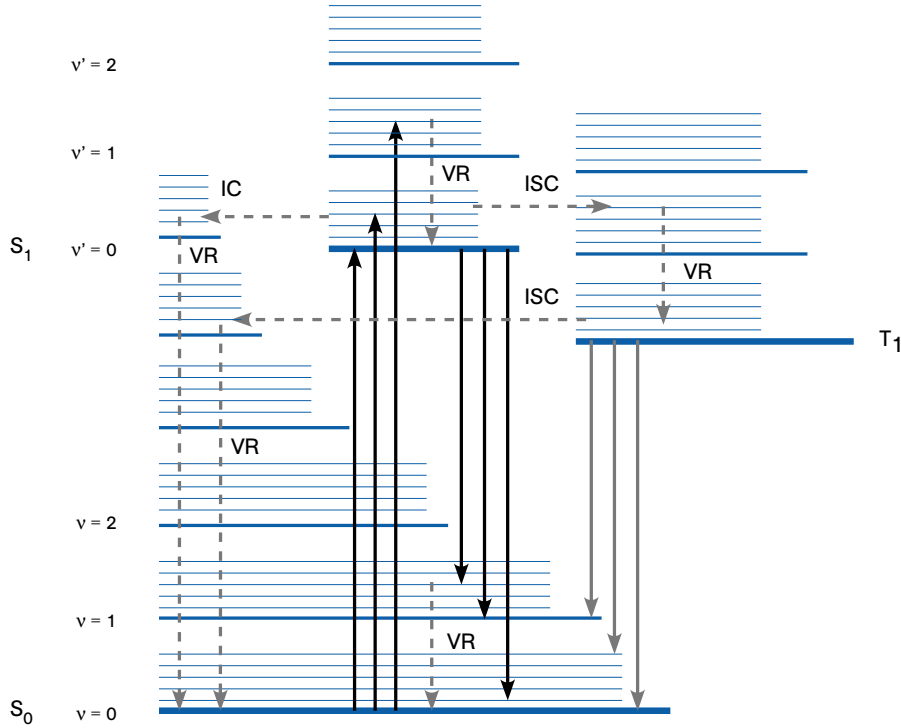 ν’ = 2
ν’ = 1
VR
ISC
IC
S1 ν’ = 0
VR
VR
ISC
T1
VR
ν = 2
ν = 1
VR
S0 ν = 0